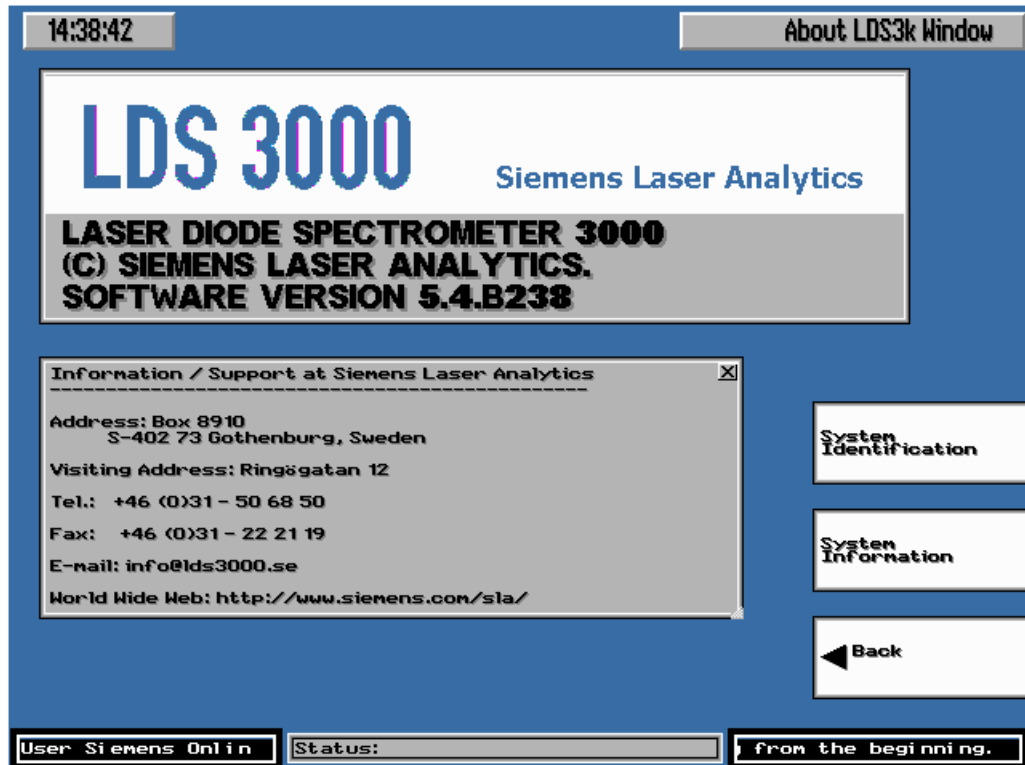 14:38:42
About LDS3k Window
LDS 3000
Siemens Laser Analytics
LASER DIODE SPECTROMETER 3000
(C) SIEMENS LASER ANALYTICS.
SOFTWARE VERSION 5.4.B238
Information / Support at Siemens Laser Analytics
------------------------------------------------
Address: Box 8910
S-402 73 Gothenburg, Sweden
Visiting Address: Ringögatan 12
Tel.: +46 (0)31 - 50 68 50
Fax: +46 (0)31 - 22 21 19
E-mail: info@lds3000.se
World Wide Web: http://www.siemens.com/sla/
System
Identification
System
Information
Back
User Siemens Onlin
Status:
from the beginning.